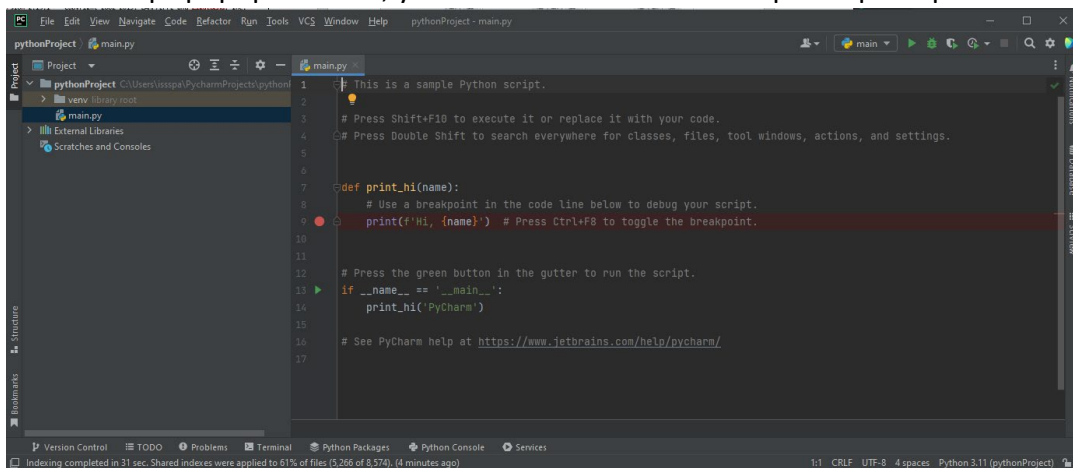 PC File Edit View Navigate Code Refactor Run Tools VCS Window Help pythonProject - main.py
pythonProject main.py main
Project
pythonProject C:\Users\issspa\PycharmProjects\python
venv library root
main.py
External Libraries
Scratches and Consoles
Project
Structure
Bookmarks
main.py
1 # This is a sample Python script.
2
3 # Press Shift+F10 to execute it or replace it with your code.
4 # Press Double Shift to search everywhere for classes, files, tool windows, actions, and settings.
5
6
7 def print_hi(name):
8 # Use a breakpoint in the code line below to debug your script.
9 print(f'Hi, {name}') # Press Ctrl+F8 to toggle the breakpoint.
10
11
12 # Press the green button in the gutter to run the script.
13 if __name__ == '__main__':
14 print_hi('PyCharm')
15
16 # See PyCharm help at https://www.jetbrains.com/help/pycharm/
17
Notifications
Database
SciView
Version Control TODO Problems Terminal Python Packages Python Console Services
Indexing completed in 31 sec. Shared indexes were applied to 61% of files (5,266 of 8,574). (4 minutes ago) 1:1 CRLF UTF-8 4 spaces Python 3.11 (pythonProject)